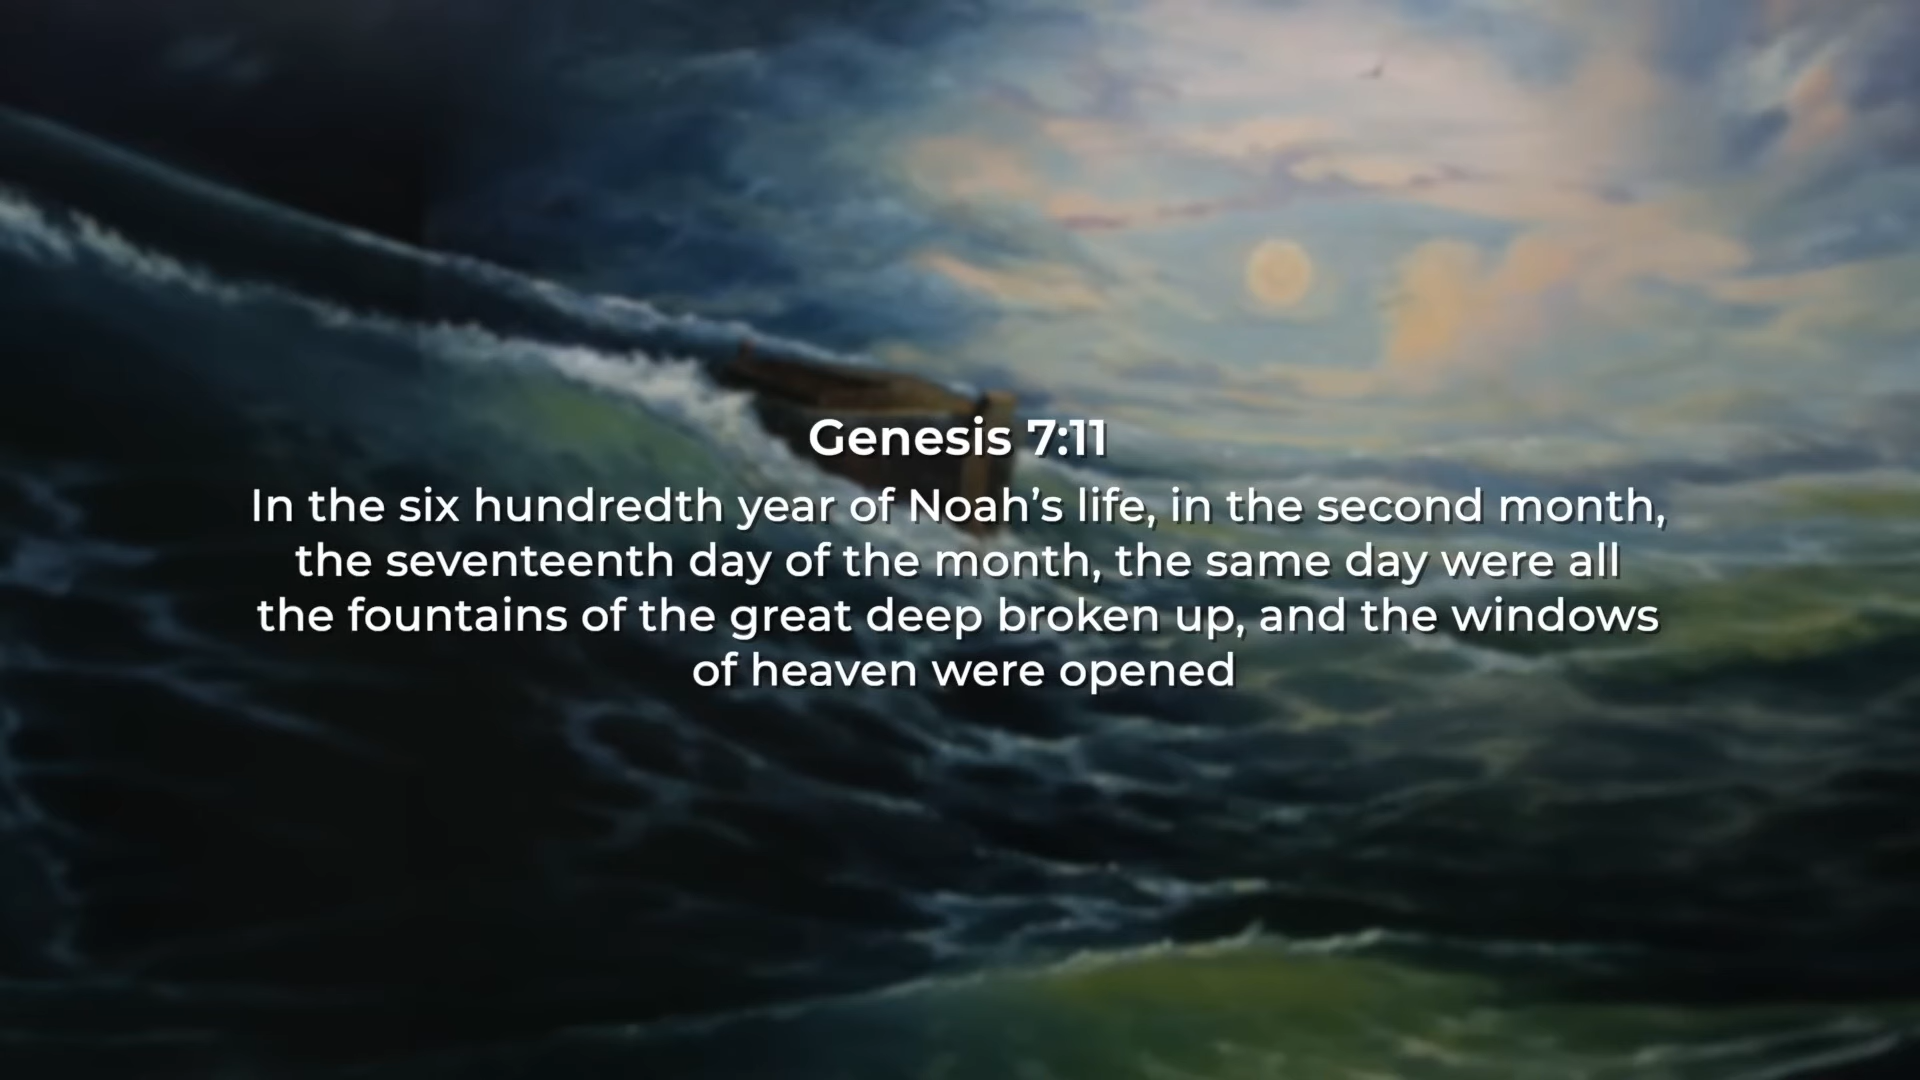 Genesis 7:11
In the six hundredth year of Noah’s life, in the second month,
the seventeenth day of the month, the same day were all
the fountains of the great deep broken up, and the windows
of heaven were opened